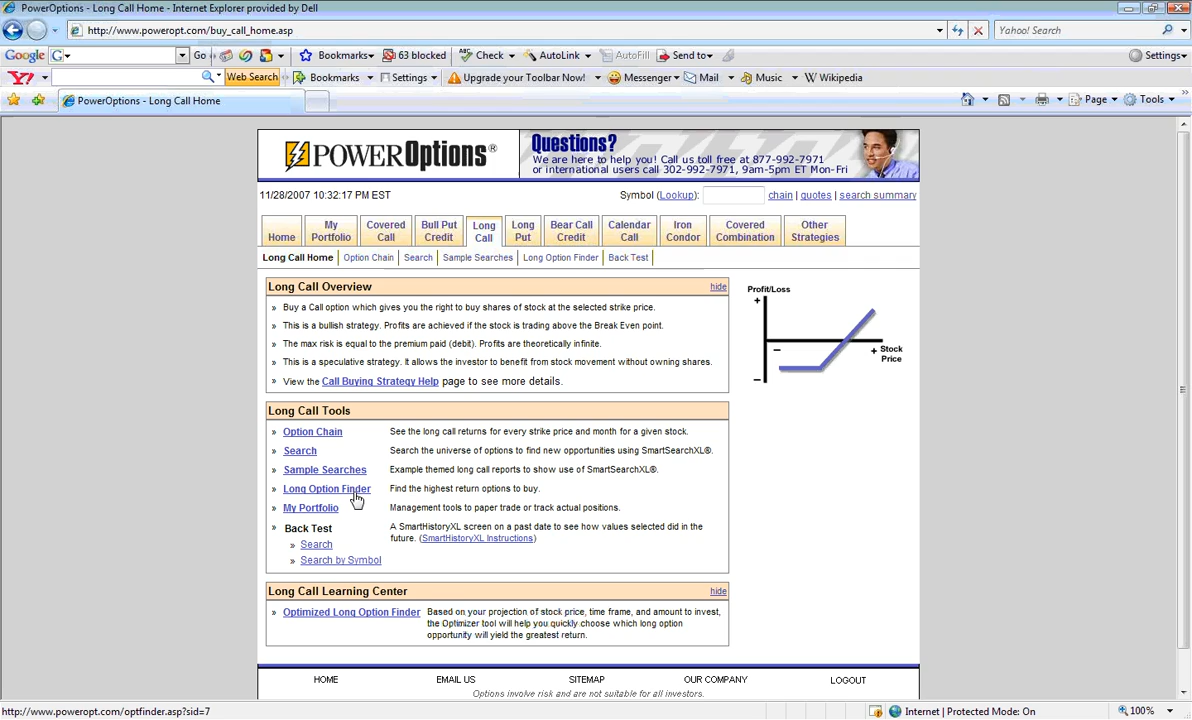 PowerOptions - Long Call Home - Internet Explorer provided by Dell
http://www.poweropt.com/buy_call_home.asp
Yahoo! Search
Google G Go Bookmarks 63 blocked Check AutoLink AutoFill Send to Settings
Y! Web Search Bookmarks Settings Upgrade your Toolbar Now! Messenger Mail Music Wikipedia
PowerOptions - Long Call Home
Page Tools
POWEROptions®
Questions?
We are here to help you! Call us toll free at 877-992-7971
or international users call 302-992-7971, 9am-5pm ET Mon-Fri
11/28/2007 10:32:17 PM EST
Symbol (Lookup): chain | quotes | search summary
Home
My Portfolio
Covered Call
Bull Put Credit
Long Call
Long Put
Bear Call Credit
Calendar Call
Iron Condor
Covered Combination
Other Strategies
Long Call Home | Option Chain | Search | Sample Searches | Long Option Finder | Back Test |
Long Call Overview hide
» Buy a Call option which gives you the right to buy shares of stock at the selected strike price.
» This is a bullish strategy. Profits are achieved if the stock is trading above the Break Even point.
» The max risk is equal to the premium paid (debit). Profits are theoretically infinite.
» This is a speculative strategy. It allows the investor to benefit from stock movement without owning shares.
» View the Call Buying Strategy Help page to see more details.
Profit/Loss
+
–
–
+ Stock
Price
Long Call Tools
» Option Chain See the long call returns for every strike price and month for a given stock.
» Search Search the universe of options to find new opportunities using SmartSearchXL®.
» Sample Searches Example themed long call reports to show use of SmartSearchXL®.
» Long Option Finder Find the highest return options to buy.
» My Portfolio Management tools to paper trade or track actual positions.
» Back Test A SmartHistoryXL screen on a past date to see how values selected did in the
future. (SmartHistoryXL Instructions)
» Search
» Search by Symbol
Long Call Learning Center hide
» Optimized Long Option Finder Based on your projection of stock price, time frame, and amount to invest,
the Optimizer tool will help you quickly choose which long option
opportunity will yield the greatest return.
HOME EMAIL US SITEMAP OUR COMPANY LOGOUT
Options involve risk and are not suitable for all investors.
http://www.poweropt.com/optfinder.asp?sid=7
Internet | Protected Mode: On
100%